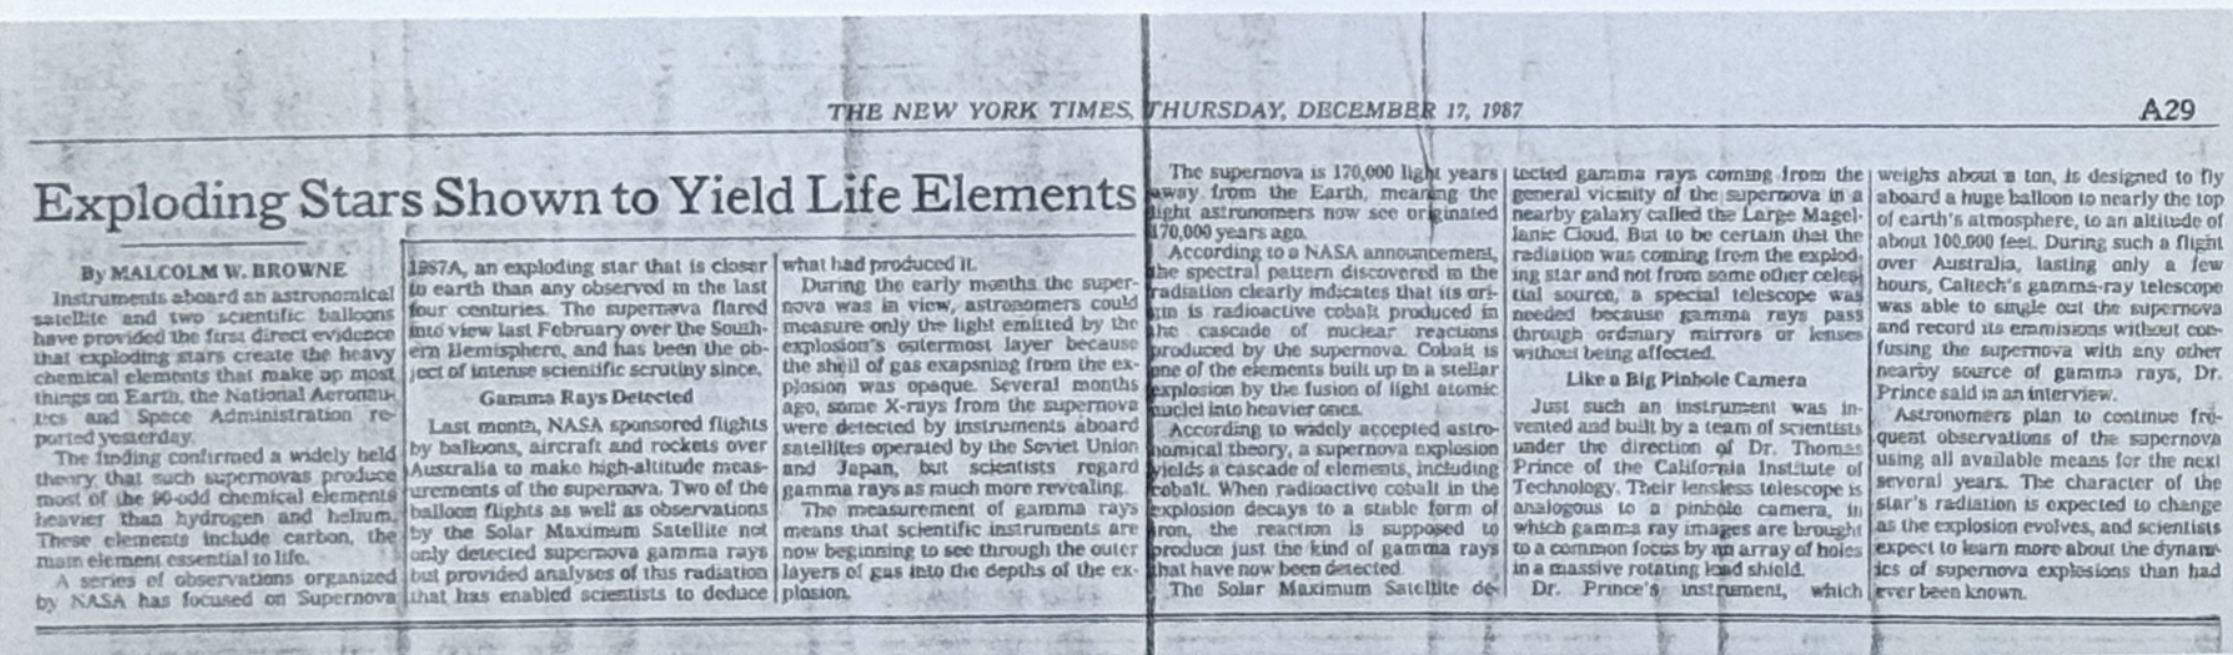 THE NEW YORK TIMES, THURSDAY, DECEMBER 17, 1987
A29
Exploding Stars Shown to Yield Life Elements
By MALCOLM W. BROWNE
Instruments aboard an astronomical
satellite and two scientific balloons
have provided the first direct evidence
that exploding stars create the heavy
chemical elements that make up most
things on Earth, the National Aeronau-
tics and Space Administration re-
ported yesterday.
The finding confirmed a widely held
theory that such supernovas produce
most of the 90-odd chemical elements
heavier than hydrogen and helium.
These elements include carbon, the
main element essential to life.
A series of observations organized
by NASA has focused on Supernova
1987A, an exploding star that is closer
to earth than any observed in the last
four centuries. The supernova flared
into view last February over the South-
ern Hemisphere, and has been the ob-
ject of intense scientific scrutiny since.
Gamma Rays Detected
Last month, NASA sponsored flights
by balloons, aircraft and rockets over
Australia to make high-altitude meas-
urements of the supernova. Two of the
balloon flights as well as observations
by the Solar Maximum Satellite not
only detected supernova gamma rays
but provided analyses of this radiation
that has enabled scientists to deduce
what had produced it.
During the early months the super-
nova was in view, astronomers could
measure only the light emitted by the
explosion's outermost layer because
the shell of gas exapsning from the ex-
plosion was opaque. Several months
ago, some X-rays from the supernova
were detected by instruments aboard
satellites operated by the Soviet Union
and Japan, but scientists regard
gamma rays as much more revealing.
The measurement of gamma rays
means that scientific instruments are
now beginning to see through the outer
layers of gas into the depths of the ex-
plosion.
The supernova is 170,000 light years
away from the Earth, meaning the
light astronomers now see originated
170,000 years ago.
According to a NASA announcement,
the spectral pattern discovered in the
radiation clearly indicates that its ori-
gin is radioactive cobalt produced in
the cascade of nuclear reactions
produced by the supernova. Cobalt is
one of the elements built up in a stellar
explosion by the fusion of light atomic
nuclei into heavier ones.
According to widely accepted astro-
nomical theory, a supernova explosion
yields a cascade of elements, including
cobalt. When radioactive cobalt in the
explosion decays to a stable form of
iron, the reaction is supposed to
produce just the kind of gamma rays
that have now been detected.
The Solar Maximum Satellite de-
tected gamma rays coming from the
general vicinity of the supernova in a
nearby galaxy called the Large Magel-
lanic Cloud. But to be certain that the
radiation was coming from the explod-
ing star and not from some other celes-
tial source, a special telescope was
needed because gamma rays pass
through ordinary mirrors or lenses
without being affected.
Like a Big Pinhole Camera
Just such an instrument was in-
vented and built by a team of scientists
under the direction of Dr. Thomas
Prince of the California Institute of
Technology. Their lensless telescope is
analogous to a pinhole camera, in
which gamma ray images are brought
to a common focus by an array of holes
in a massive rotating lead shield.
Dr. Prince's instrument, which
weighs about a ton, is designed to fly
aboard a huge balloon to nearly the top
of earth's atmosphere, to an altitude of
about 100,000 feet. During such a flight
over Australia, lasting only a few
hours, Caltech's gamma-ray telescope
was able to single out the supernova
and record its emmisions without con-
fusing the supernova with any other
nearby source of gamma rays, Dr.
Prince said in an interview.
Astronomers plan to continue fre-
quent observations of the supernova
using all available means for the next
several years. The character of the
star's radiation is expected to change
as the explosion evolves, and scientists
expect to learn more about the dynam-
ics of supernova explosions than had
ever been known.